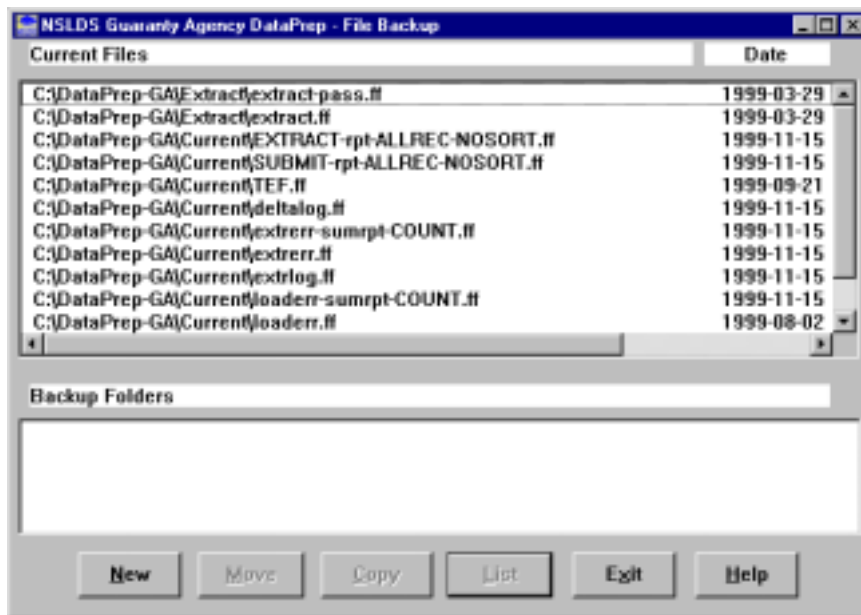 NSLDS Guaranty Agency DataPrep - File Backup
Current Files Date
C:\DataPrep-GA\Extract\extract-pass.ff 1999-03-29
C:\DataPrep-GA\Extract\extract.ff 1999-03-29
C:\DataPrep-GA\Current\EXTRACT-rpt-ALLREC-NOSORT.ff 1999-11-15
C:\DataPrep-GA\Current\SUBMIT-rpt-ALLREC-NOSORT.ff 1999-11-15
C:\DataPrep-GA\Current\TEF.ff 1999-09-21
C:\DataPrep-GA\Current\deltalog.ff 1999-11-15
C:\DataPrep-GA\Current\extrerr-sumrpt-COUNT.ff 1999-11-15
C:\DataPrep-GA\Current\extrerr.ff 1999-11-15
C:\DataPrep-GA\Current\extrlog.ff 1999-11-15
C:\DataPrep-GA\Current\loaderr-sumrpt-COUNT.ff 1999-11-15
C:\DataPrep-GA\Current\loaderr.ff 1999-08-02
Backup Folders
New Move Copy List Exit Help